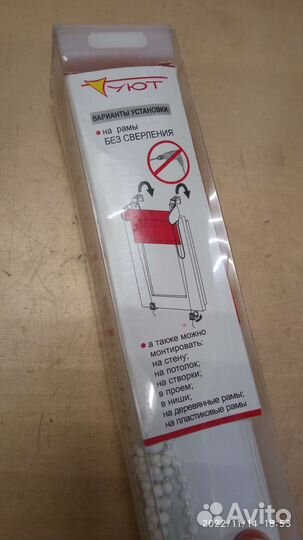 УЮТ
ВАРИАНТЫ УСТАНОВКИ:
• на рамы
БЕЗ СВЕРЛЕНИЯ
• а также можно
монтировать:
на стену;
на потолок;
на створки;
в проем;
в ниши;
на деревянные рамы;
на пластиковые рамы
2022/11/14 18:53
Avito